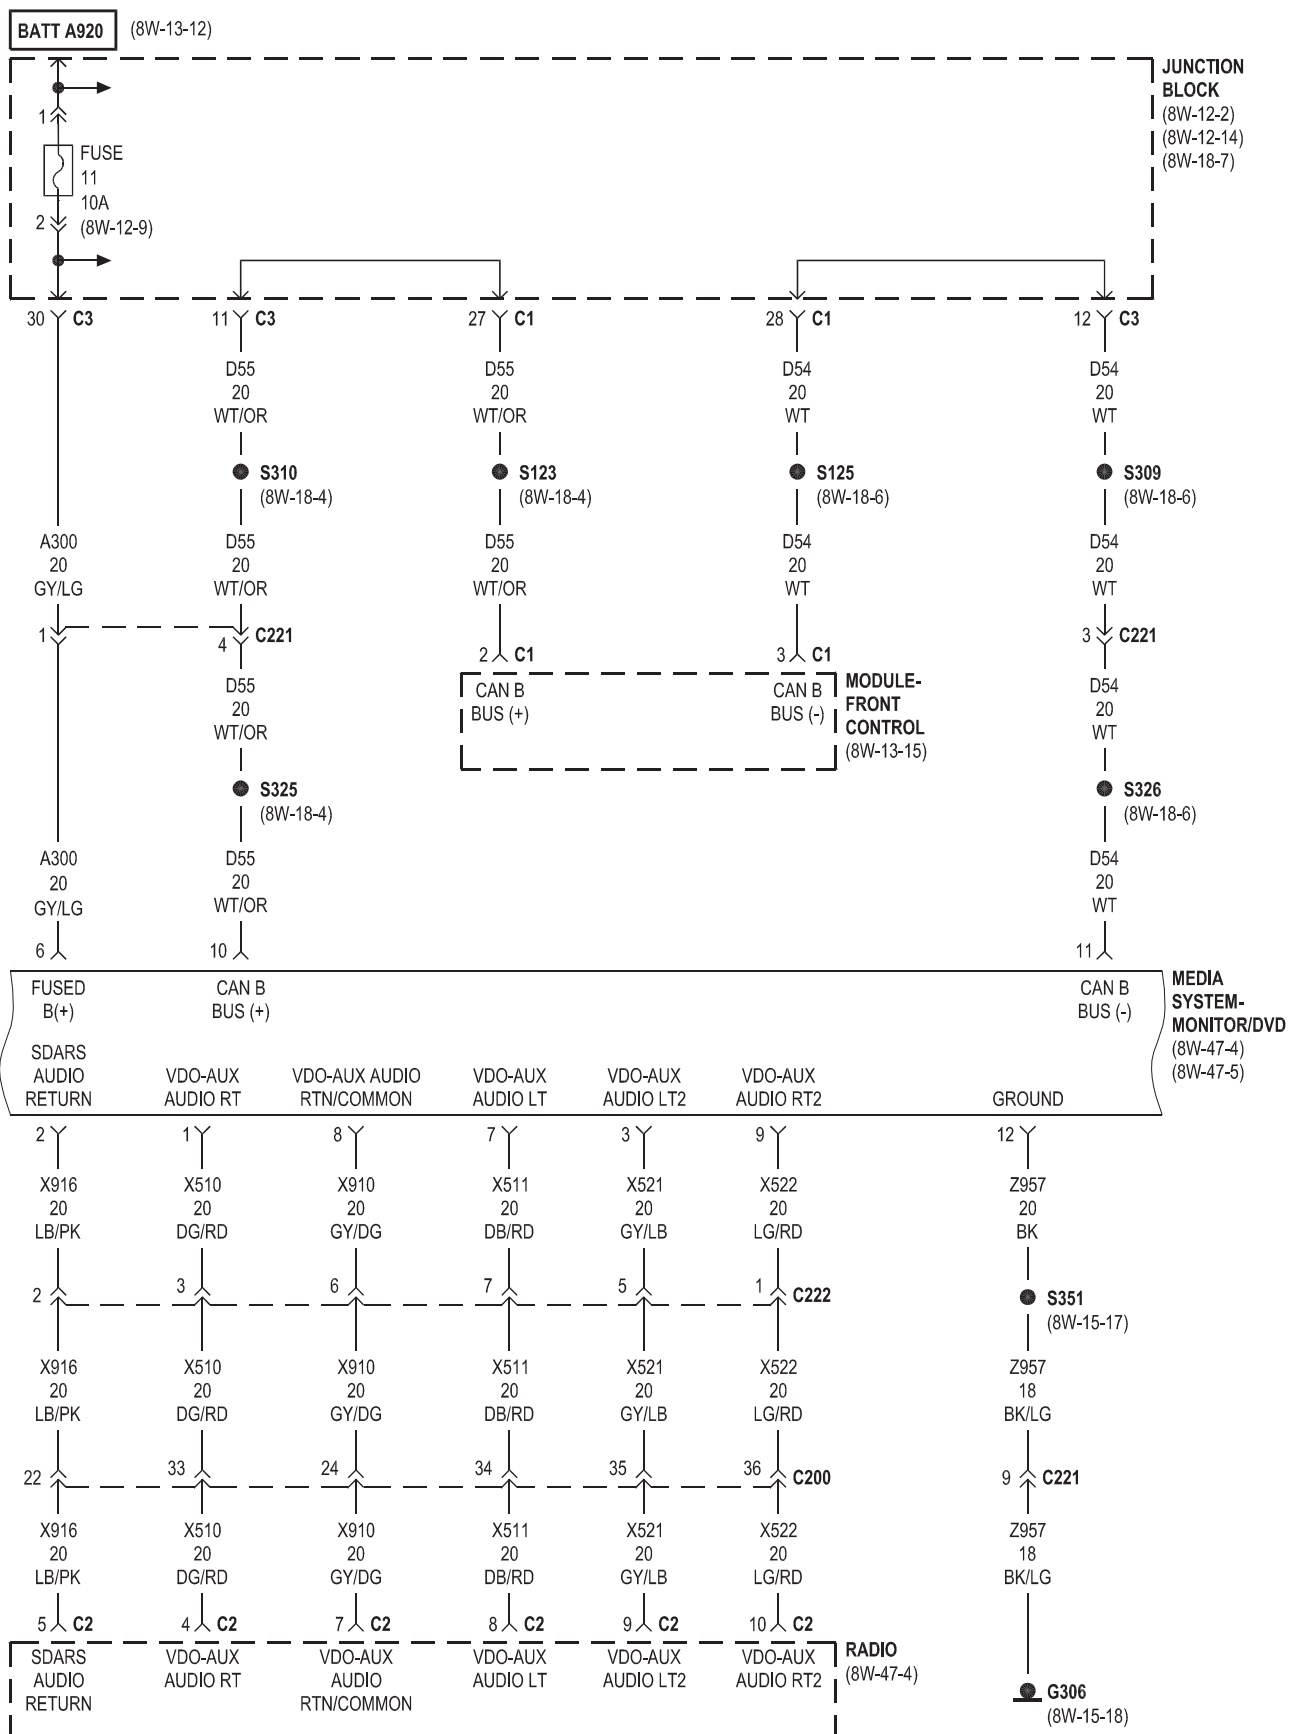 BATT A920 (8W-13-12)
JUNCTION
BLOCK
(8W-12-2)
(8W-12-14)
(8W-18-7)
1
FUSE
11
10A
(8W-12-9)
2
30 C3 11 C3 27 C1 28 C1 12 C3
D55 D55 D54 D54
20 20 20 20
WT/OR WT/OR WT WT
S310 S123 S125 S309
(8W-18-4) (8W-18-4) (8W-18-6) (8W-18-6)
A300 D55 D55 D54 D54
20 20 20 20 20
GY/LG WT/OR WT/OR WT WT
1 4 C221 3 C221
2 C1 3 C1
CAN B CAN B
BUS (+) BUS (-)
MODULE-
FRONT
CONTROL
(8W-13-15)
D55 D54
20 20
WT/OR WT
S325 S326
(8W-18-4) (8W-18-6)
A300 D55 D54
20 20 20
GY/LG WT/OR WT
6 10 11
FUSED CAN B CAN B
B(+) BUS (+) BUS (-)
MEDIA
SYSTEM-
MONITOR/DVD
(8W-47-4)
(8W-47-5)
SDARS
AUDIO VDO-AUX VDO-AUX AUDIO VDO-AUX VDO-AUX VDO-AUX
RETURN AUDIO RT RTN/COMMON AUDIO LT AUDIO LT2 AUDIO RT2 GROUND
2 1 8 7 3 9 12
X916 X510 X910 X511 X521 X522 Z957
20 20 20 20 20 20 20
LB/PK DG/RD GY/DG DB/RD GY/LB LG/RD BK
2 3 6 7 5 1 C222 S351
(8W-15-17)
X916 X510 X910 X511 X521 X522 Z957
20 20 20 20 20 20 18
LB/PK DG/RD GY/DG DB/RD GY/LB LG/RD BK/LG
22 33 24 34 35 36 C200 9 C221
X916 X510 X910 X511 X521 X522 Z957
20 20 20 20 20 20 18
LB/PK DG/RD GY/DG DB/RD GY/LB LG/RD BK/LG
5 C2 4 C2 7 C2 8 C2 9 C2 10 C2
RADIO
(8W-47-4)
SDARS VDO-AUX VDO-AUX VDO-AUX VDO-AUX VDO-AUX
AUDIO AUDIO RT AUDIO AUDIO LT AUDIO LT2 AUDIO RT2
RETURN RTN/COMMON
G306
(8W-15-18)